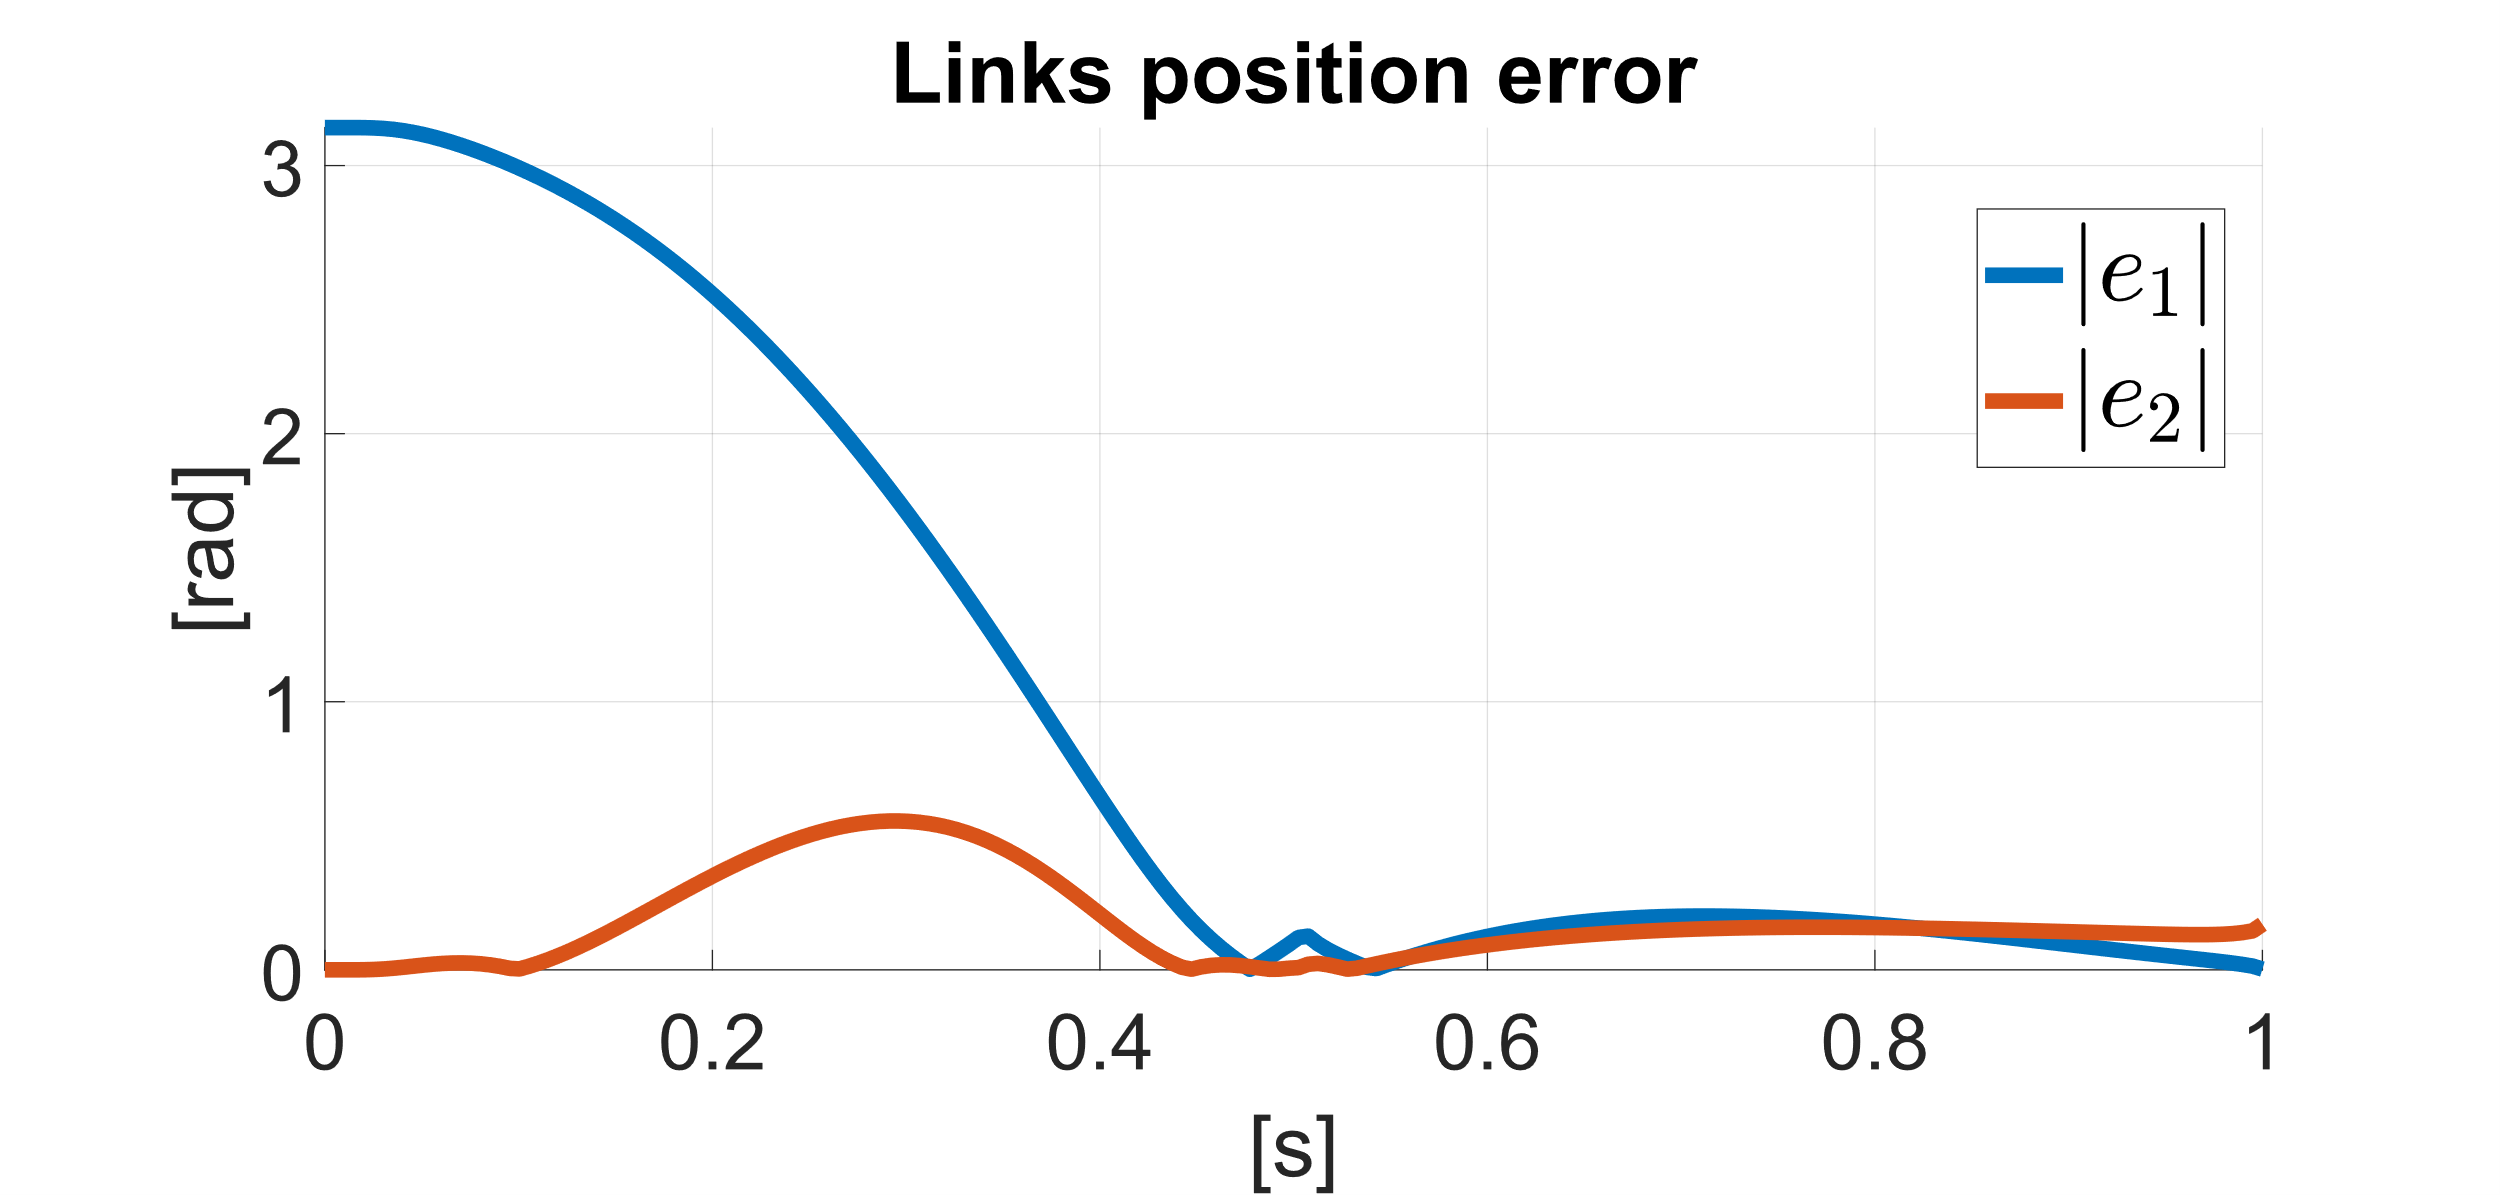 Links position error
3
2
1
0
[rad]
|e₁|
|e₂|
0 0.2 0.4 0.6 0.8 1
[s]